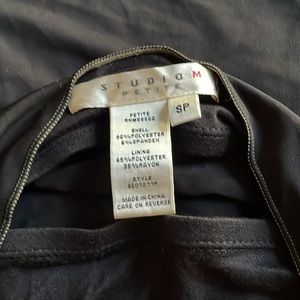 STUDIO M
PETITE
SP
PETITE
SHELL
95%POLYESTER
5%SPANDEX
LINING
65%POLYESTER
35%RAYON
STYLE
MADE IN CHINA
CARE ON REVERSE